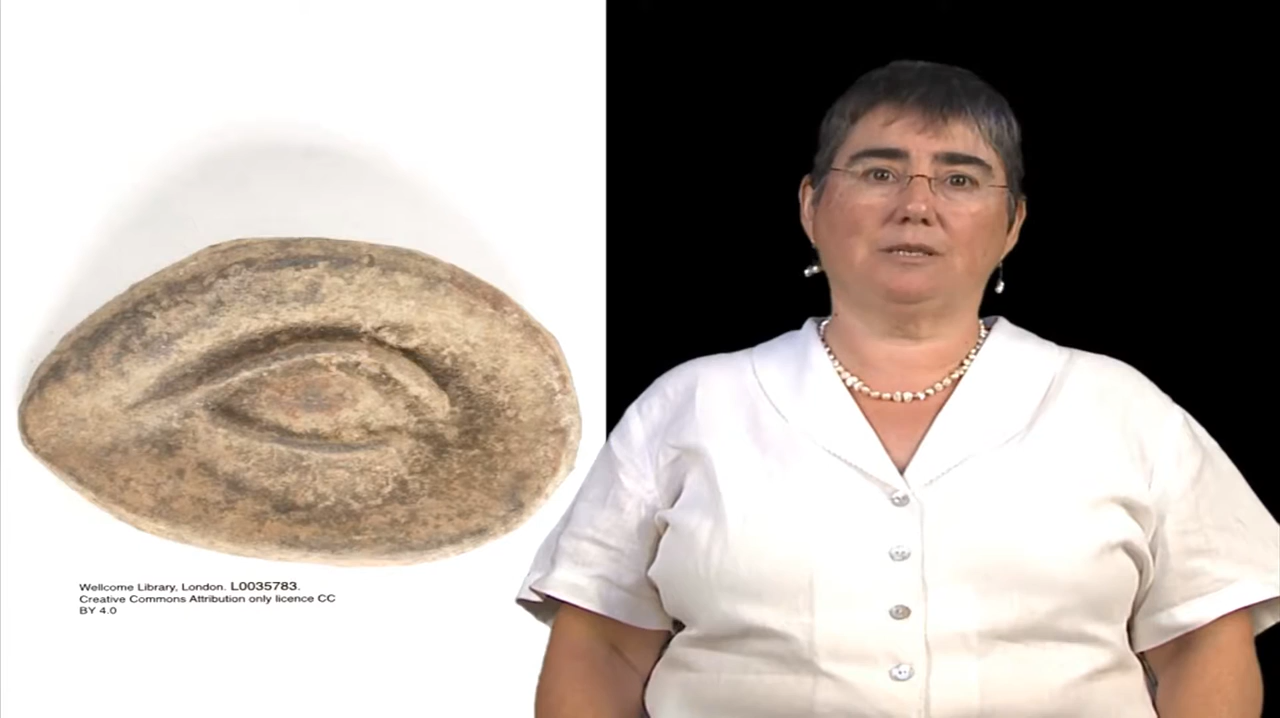 Wellcome Library, London. L0035783.
Creative Commons Attribution only licence CC
BY 4.0